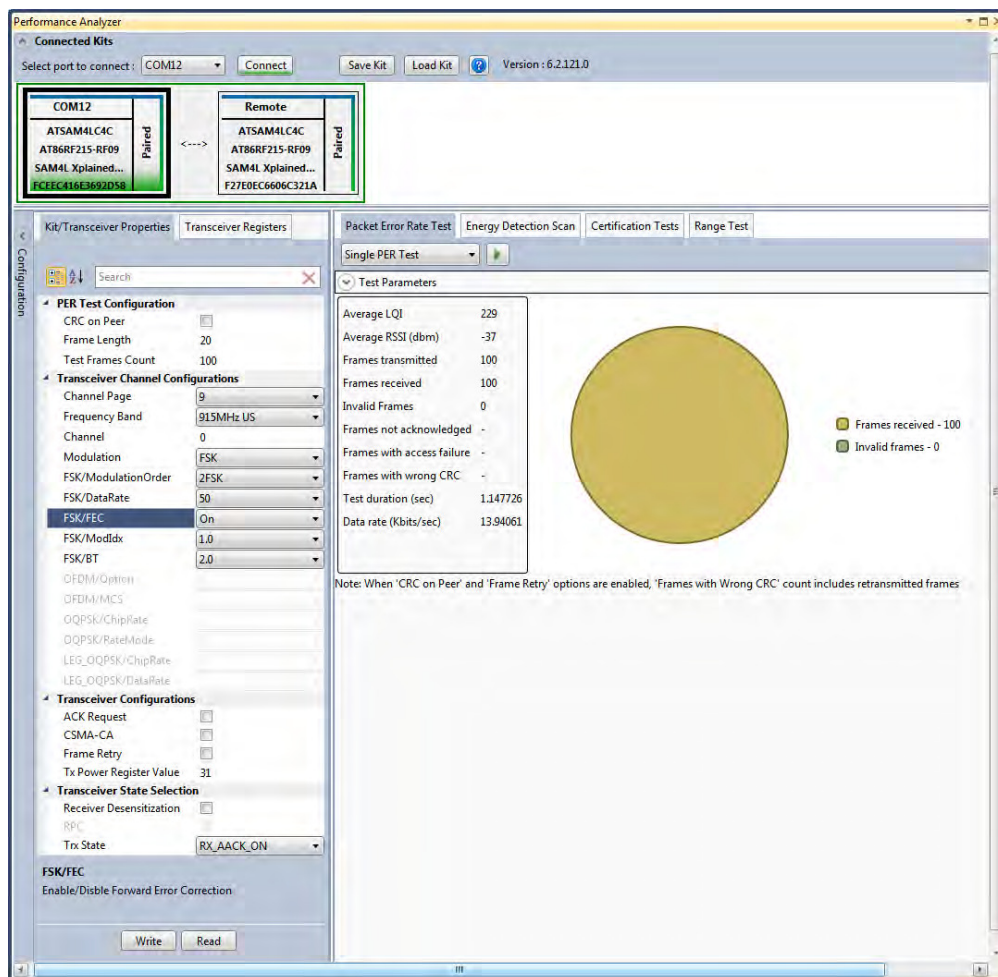 Performance Analyzer
Connected Kits
Select port to connect : COM12 Connect Save Kit Load Kit ? Version : 6.2.121.0
COM12
ATSAM4LC4C
AT86RF215-RF09
SAM4L Xplained...
FCEEC416E3692D58
Paired
<--->
Remote
ATSAM4LC4C
AT86RF215-RF09
SAM4L Xplained...
F27E0EC6606C321A
Paired
Configuration
Kit/Transceiver Properties Transceiver Registers
Search
PER Test Configuration
CRC on Peer
Frame Length 20
Test Frames Count 100
Transceiver Channel Configurations
Channel Page 9
Frequency Band 915MHz US
Channel 0
Modulation FSK
FSK/ModulationOrder 2FSK
FSK/DataRate 50
FSK/FEC On
FSK/ModIdx 1.0
FSK/BT 2.0
OFDM/Option
OFDM/MCS
OQPSK/ChipRate
OQPSK/RateMode
LEG_OQPSK/ChipRate
LEG_OQPSK/DataRate
Transceiver Configurations
ACK Request
CSMA-CA
Frame Retry
Tx Power Register Value 31
Transceiver State Selection
Receiver Desensitization
RPC
Trx State RX_AACK_ON
FSK/FEC
Enable/Disble Forward Error Correction
Write Read
Packet Error Rate Test Energy Detection Scan Certification Tests Range Test
Single PER Test
Test Parameters
Average LQI 229
Average RSSI (dbm) -37
Frames transmitted 100
Frames received 100
Invalid Frames 0
Frames not acknowledged -
Frames with access failure -
Frames with wrong CRC -
Test duration (sec) 1.147726
Data rate (Kbits/sec) 13.94061
Frames received - 100
Invalid frames - 0
Note: When 'CRC on Peer' and 'Frame Retry' options are enabled, 'Frames with Wrong CRC' count includes retransmitted frames